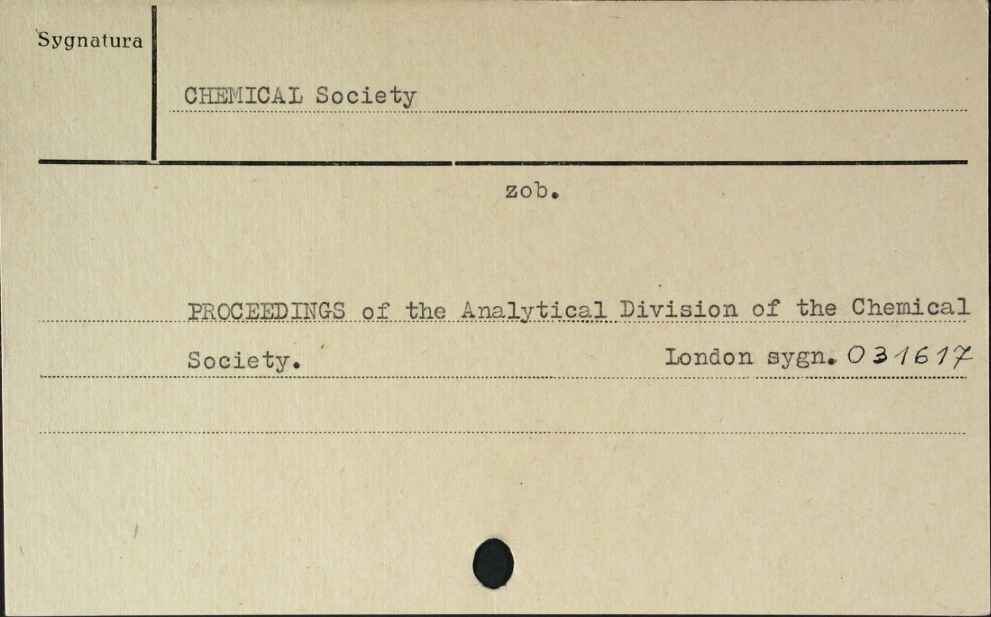 Sygnatura
CHEMICAL Society
zob.
PROCEEDINGS of the Analytical Division of the Chemical
Society. London sygn. 031617